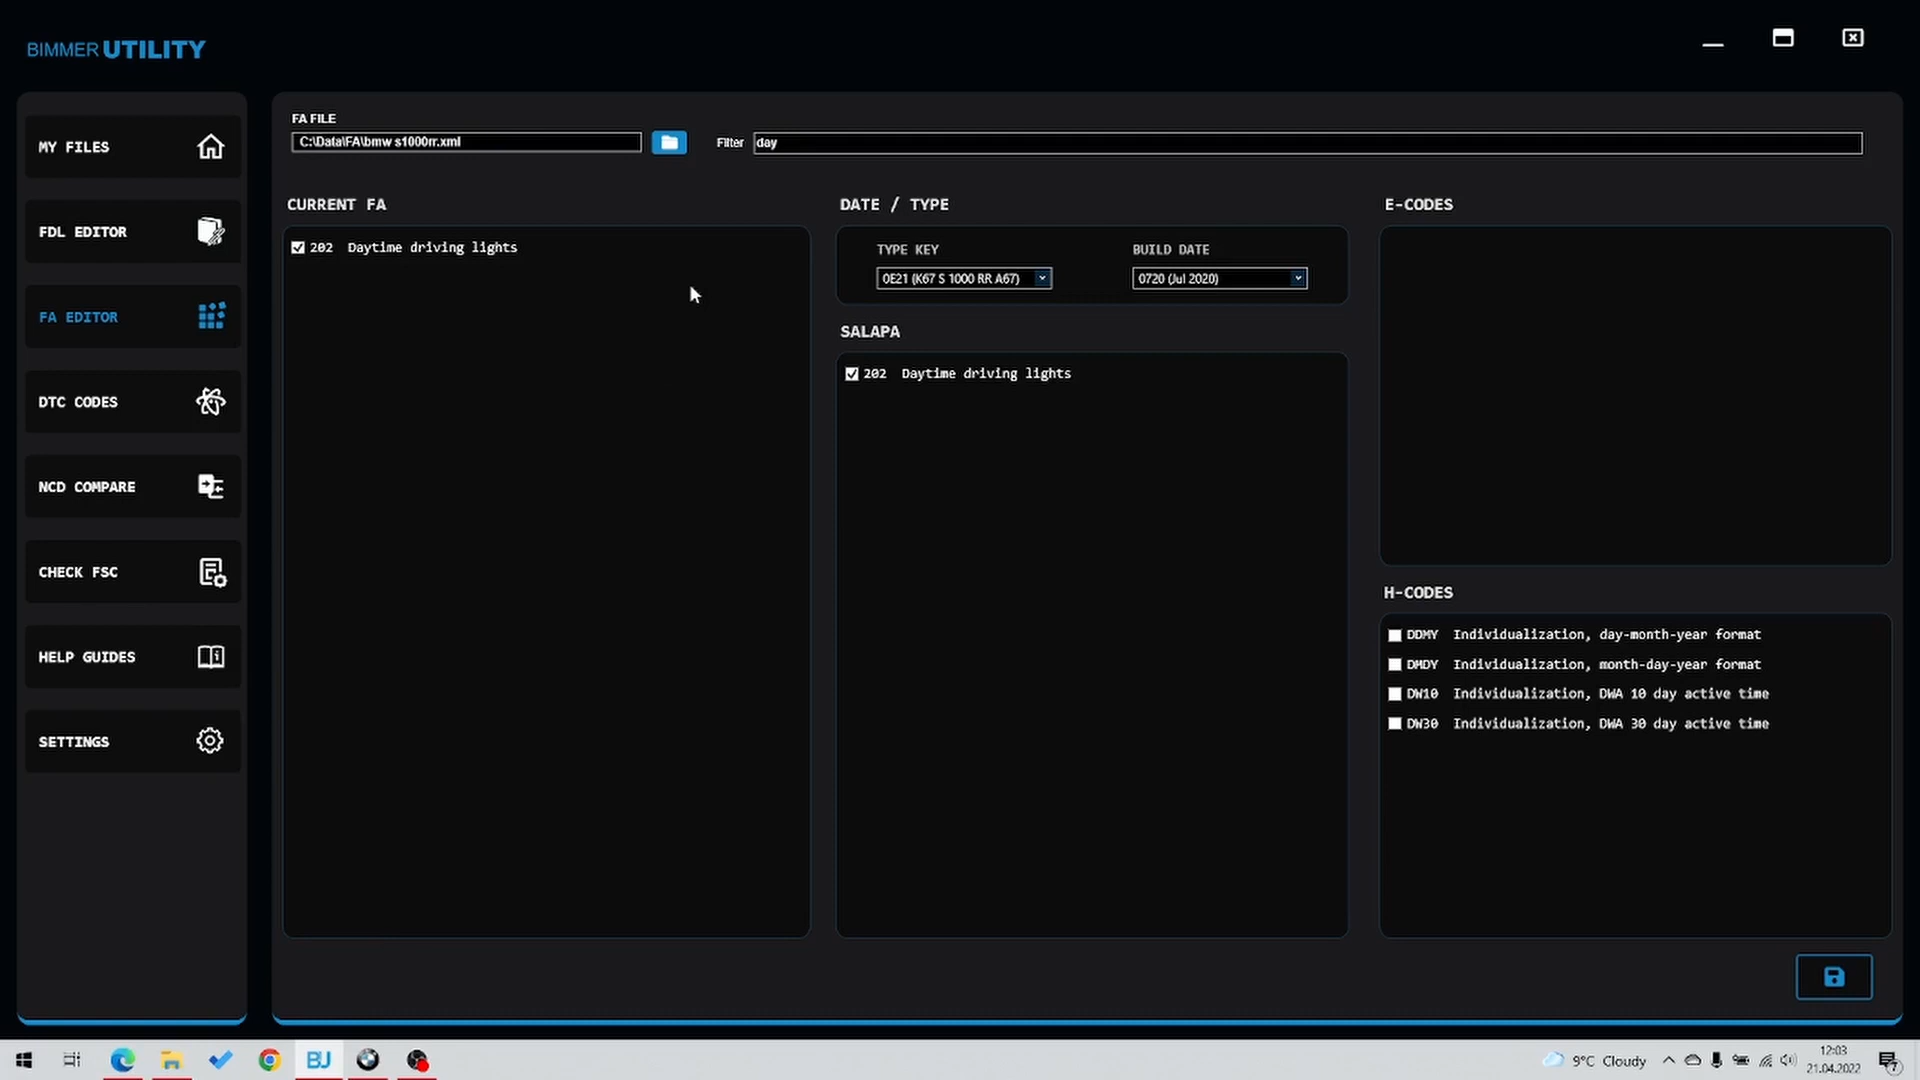 BIMMER UTILITY
MY FILES
FDL EDITOR
FA EDITOR
DTC CODES
NCD COMPARE
CHECK FSC
HELP GUIDES
SETTINGS
FA FILE
C:\Data\FA\bmw s1000rr.xml
Filter
day
CURRENT FA
202 Daytime driving lights
DATE / TYPE
TYPE KEY
0E21 (K67 S 1000 RR A67)
BUILD DATE
0720 (Jul 2020)
SALAPA
202 Daytime driving lights
E-CODES
H-CODES
DDMY Individualization, day-month-year format
DMDY Individualization, month-day-year format
DW10 Individualization, DWA 10 day active time
DW30 Individualization, DWA 30 day active time
BU
9°C Cloudy
12:03
21.04.2022
7